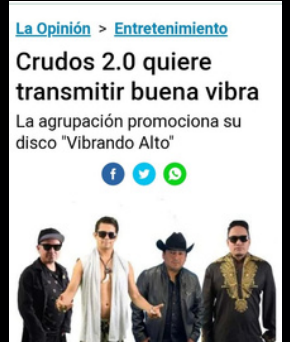 La Opinión > Entretenimiento
Crudos 2.0 quiere
transmitir buena vibra
La agrupación promociona su
disco "Vibrando Alto"